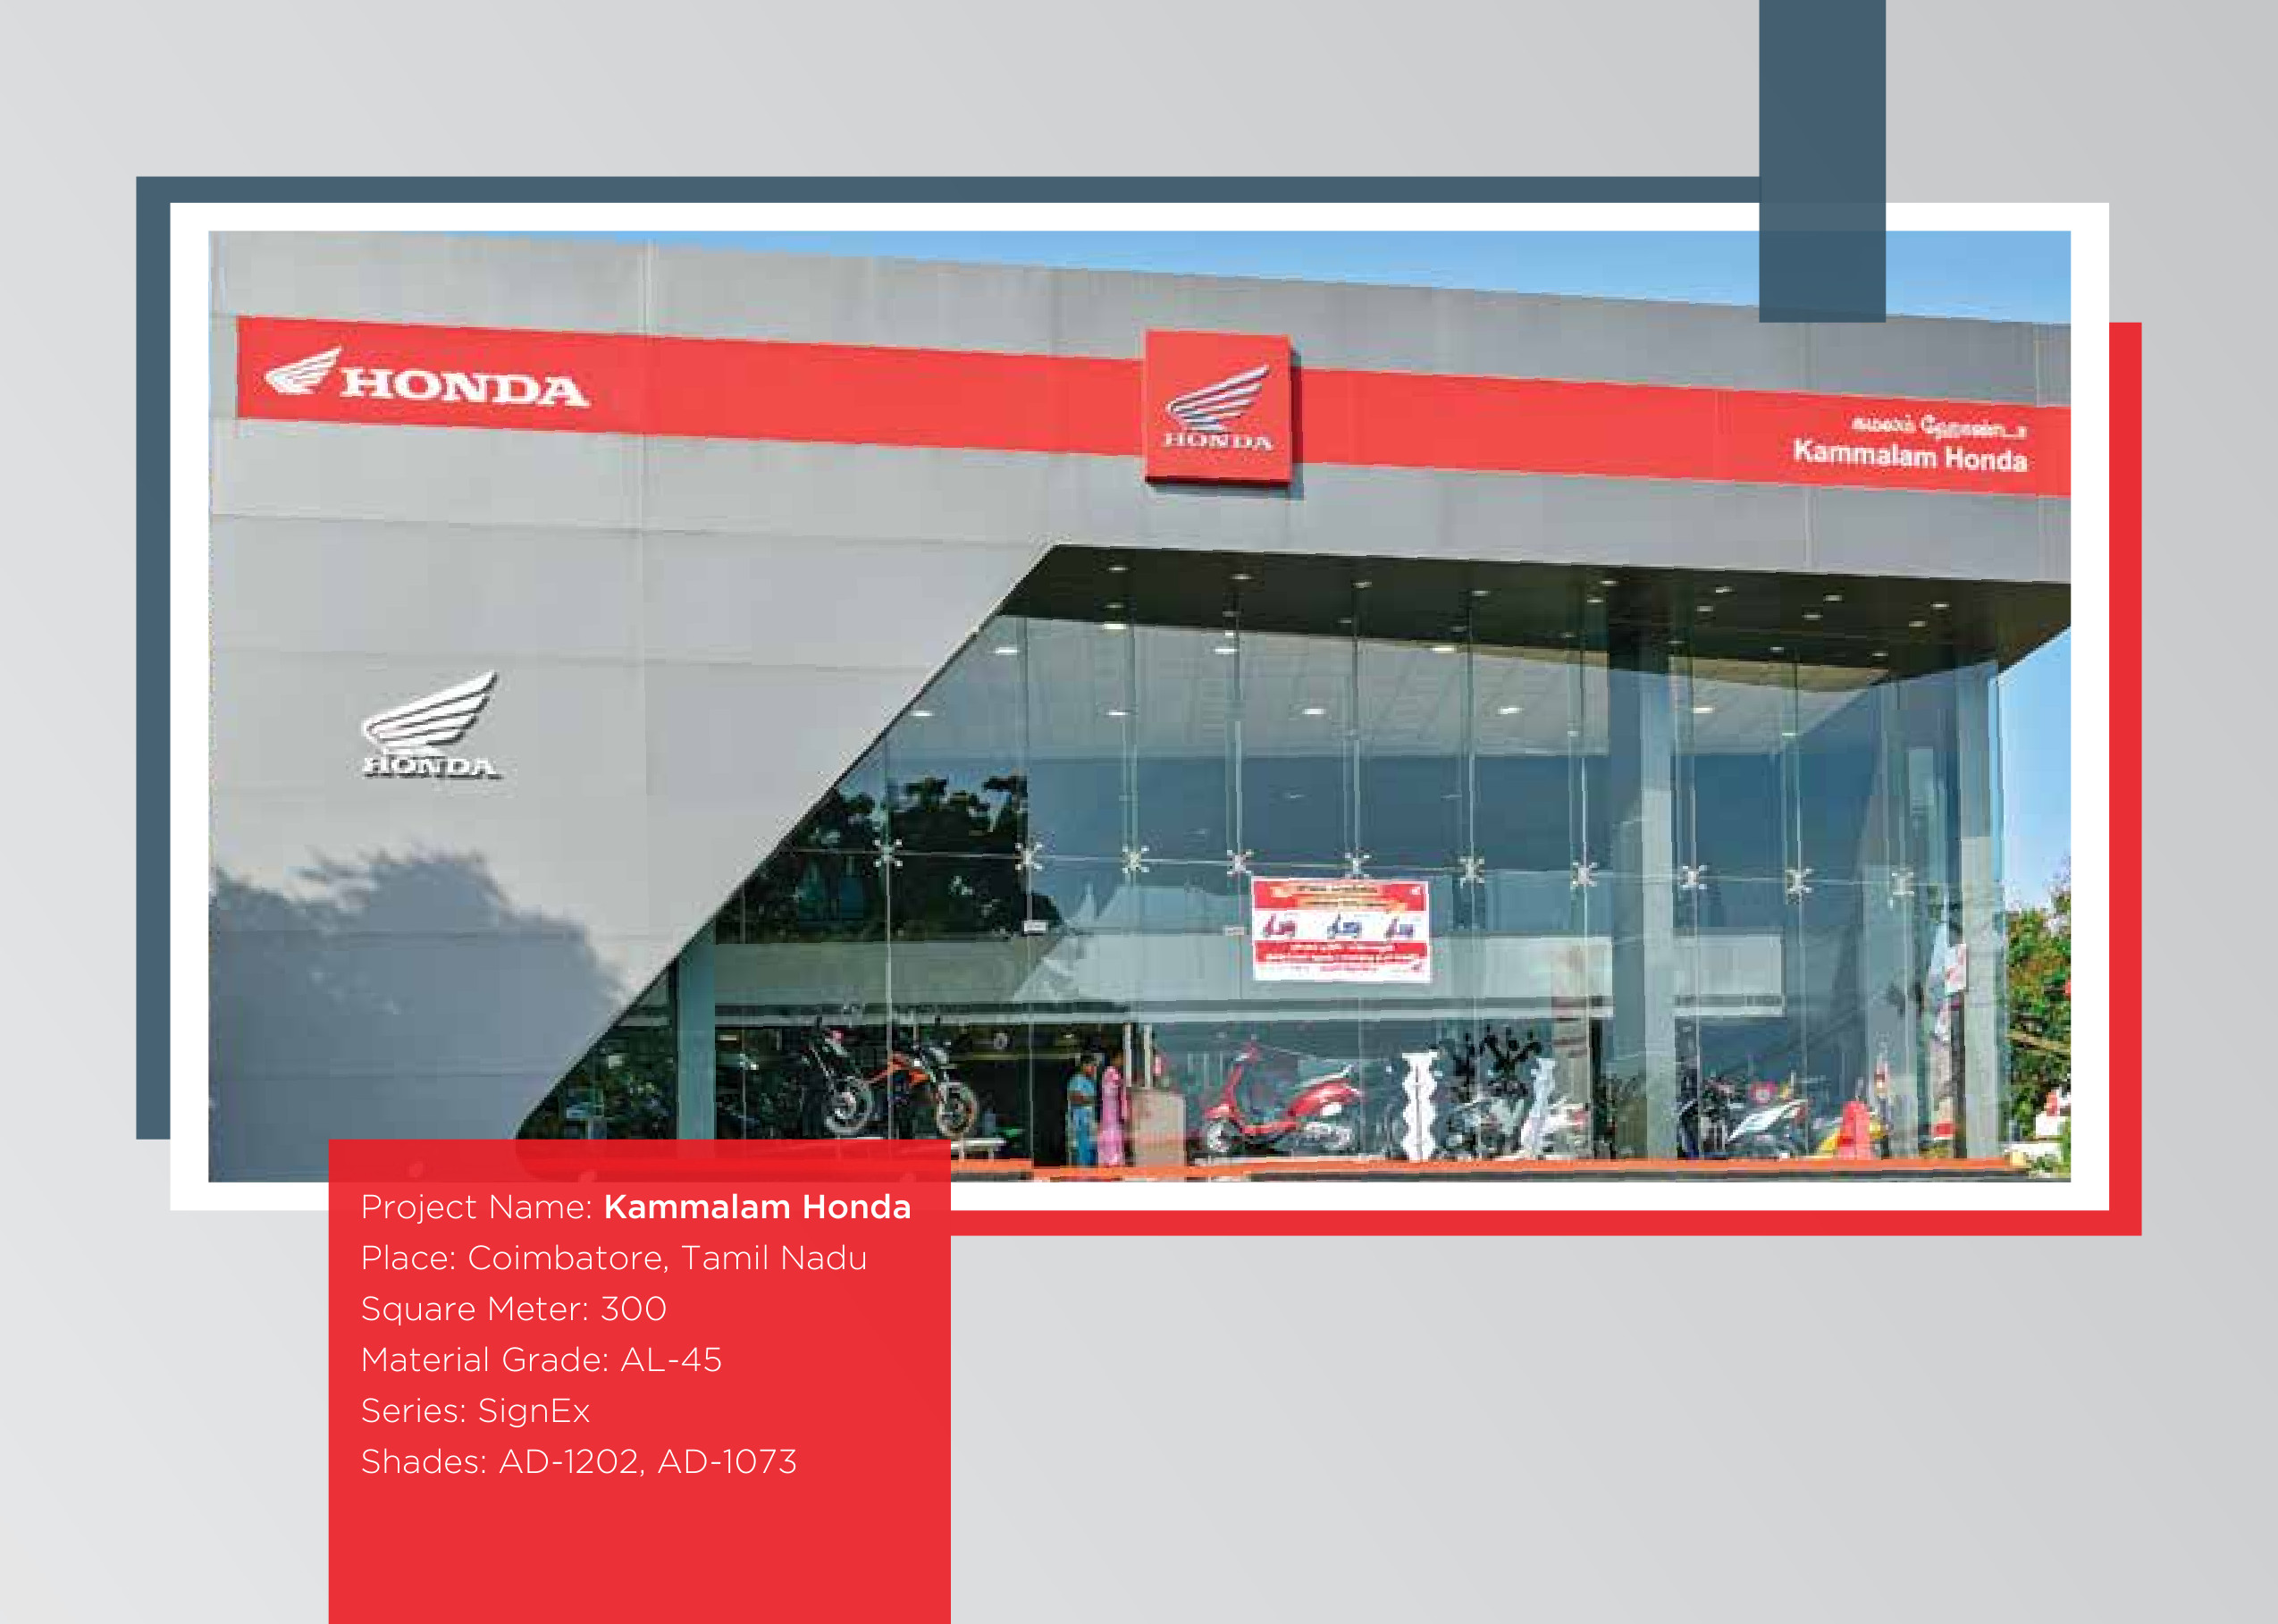 HONDA
HONDA
Kammalam Honda
HONDA
Project Name: Kammalam Honda
Place: Coimbatore, Tamil Nadu
Square Meter: 300
Material Grade: AL-45
Series: SignEx
Shades: AD-1202, AD-1073